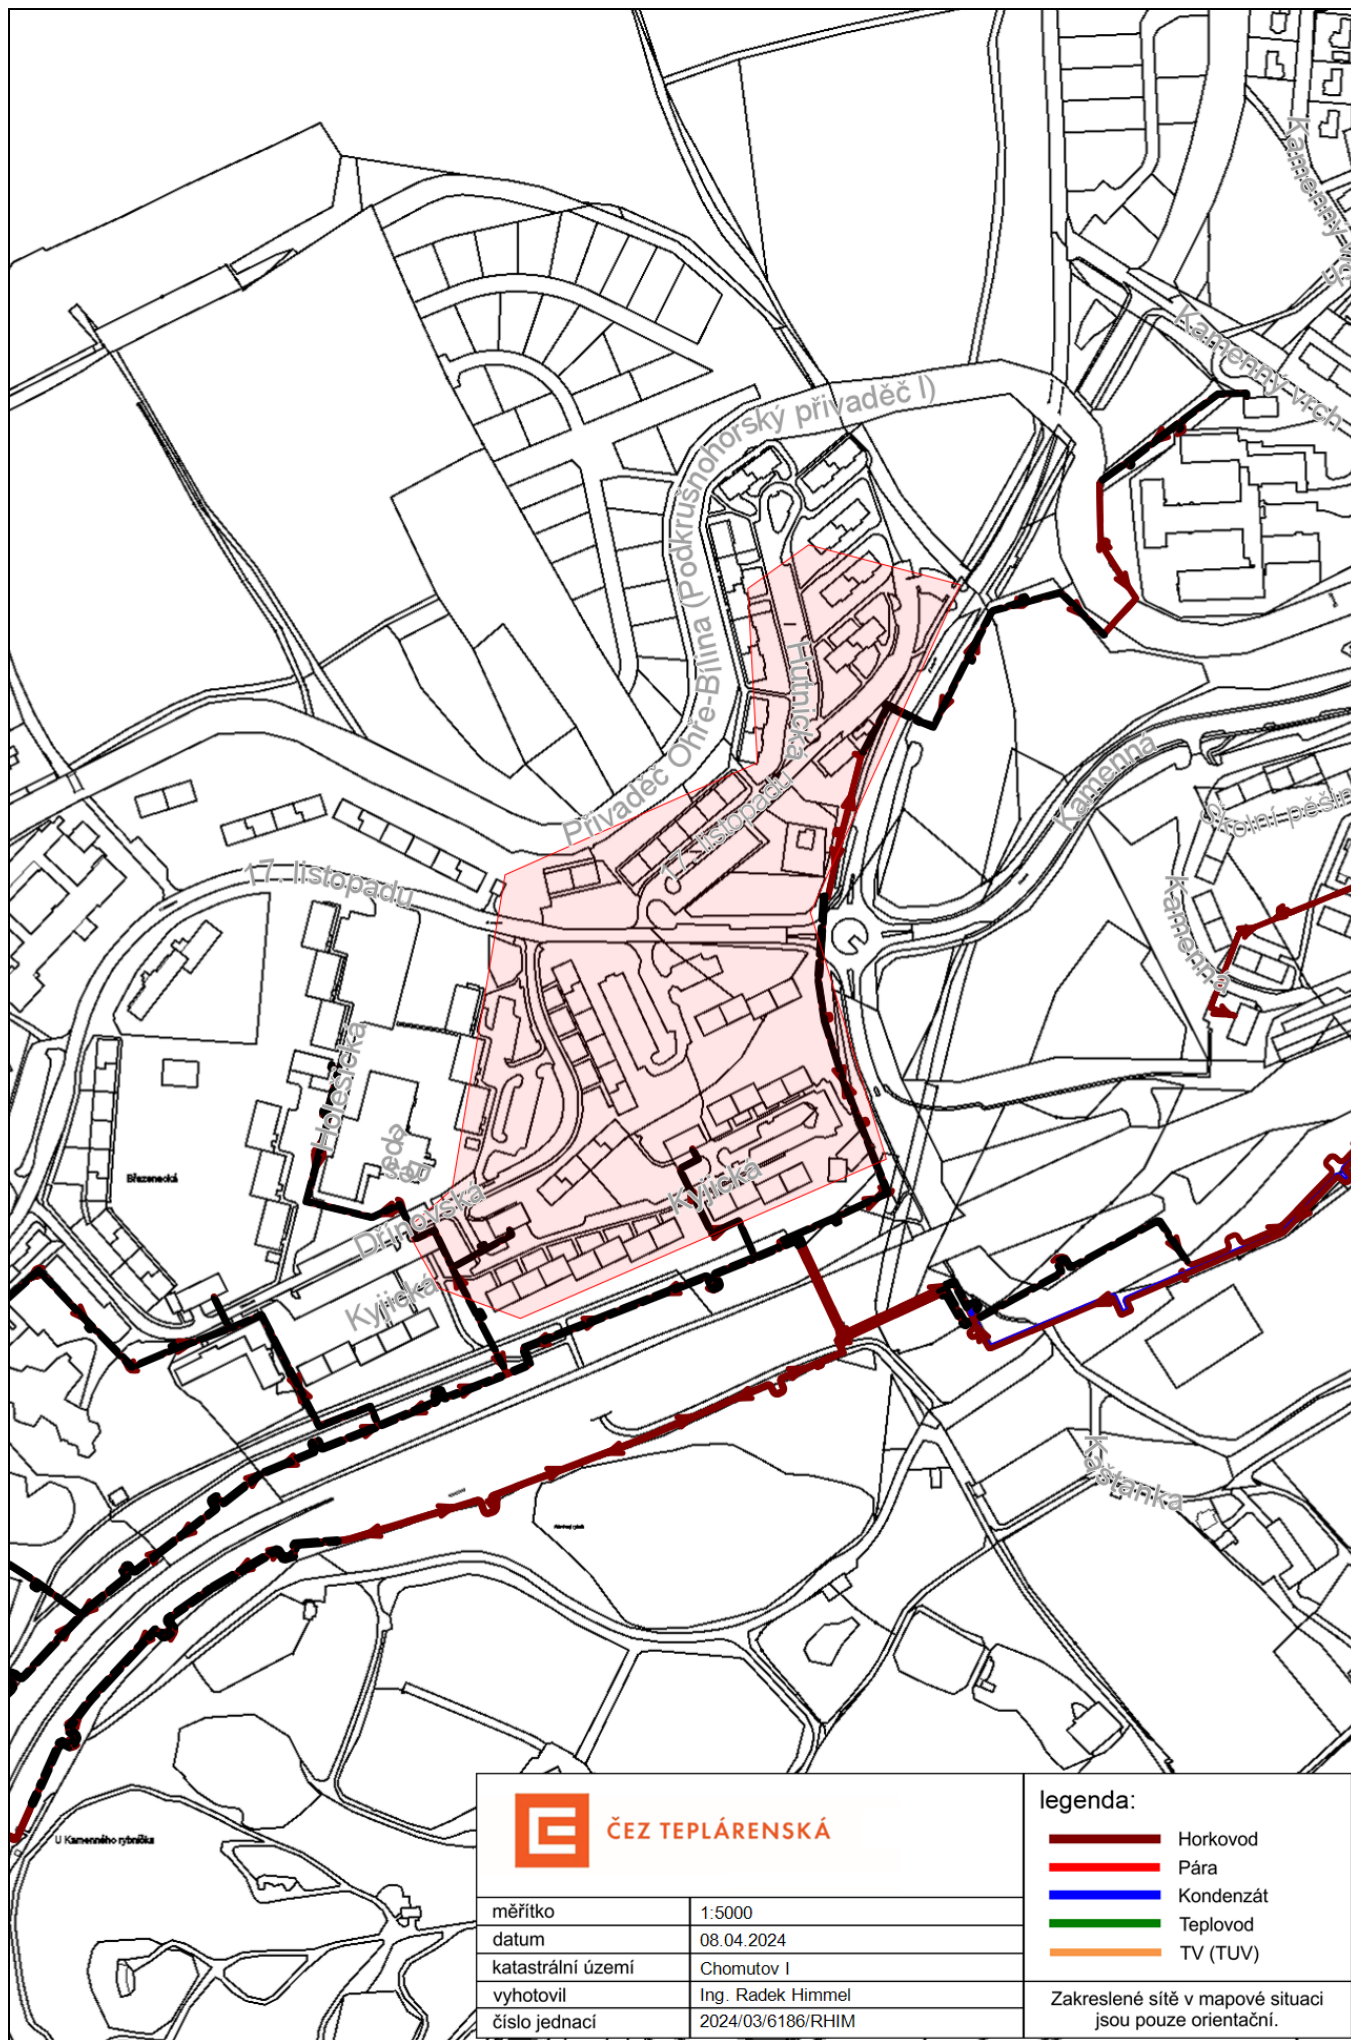 Kamenný vrch
Kamenný vrch
Přivaděč Ohře-Bílina (Podkrušnohorský přivaděč I)
Hutnická
17. listopadu
17. listopadu
Kamenná
Školní pěšin
Kamenná
Holešická
Březenecká
Dřínovská
Kyjická
Kyjická
Kaštanka
U Kamenného rybníčka
ČEZ TEPLÁRENSKÁ
měřítko 1:5000
datum 08.04.2024
katastrální území Chomutov I
vyhotovil Ing. Radek Himmel
číslo jednací 2024/03/6186/RHIM
legenda:
Horkovod
Pára
Kondenzát
Teplovod
TV (TUV)
Zakreslené sítě v mapové situaci
jsou pouze orientační.